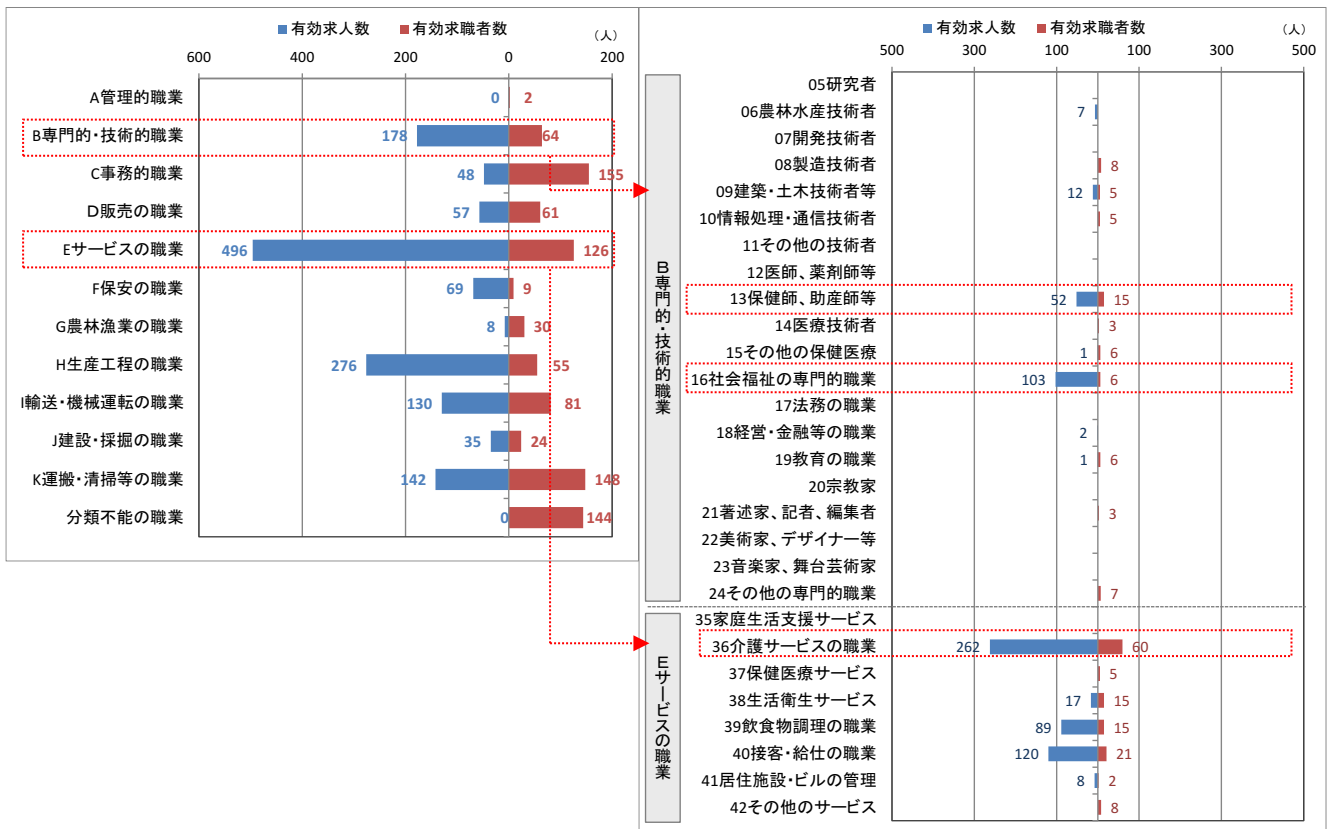 有効求人数 有効求職者数
（人）
600 400 200 0 200
A管理的職業 0 2
B専門的・技術的職業 178 64
C事務的職業 48 155
D販売の職業 57 61
Eサービスの職業 496 126
F保安の職業 69 9
G農林漁業の職業 8 30
H生産工程の職業 276 55
I輸送・機械運転の職業 130 81
J建設・採掘の職業 35 24
K運搬・清掃等の職業 142 148
分類不能の職業 0 144
有効求人数 有効求職者数
（人）
500 300 100 100 300 500
B専門的・技術的職業
05研究者
06農林水産技術者 7
07開発技術者
08製造技術者 8
09建築・土木技術者等 12 5
10情報処理・通信技術者 5
11その他の技術者
12医師、薬剤師等
13保健師、助産師等 52 15
14医療技術者 3
15その他の保健医療 1 6
16社会福祉の専門的職業 103 6
17法務の職業
18経営・金融等の職業 2
19教育の職業 1 6
20宗教家
21著述家、記者、編集者 3
22美術家、デザイナー等
23音楽家、舞台芸術家
24その他の専門的職業 7
Eサービスの職業
35家庭生活支援サービス
36介護サービスの職業 262 60
37保健医療サービス 5
38生活衛生サービス 17 15
39飲食物調理の職業 89 15
40接客・給仕の職業 120 21
41居住施設・ビルの管理 8 2
42その他のサービス 8